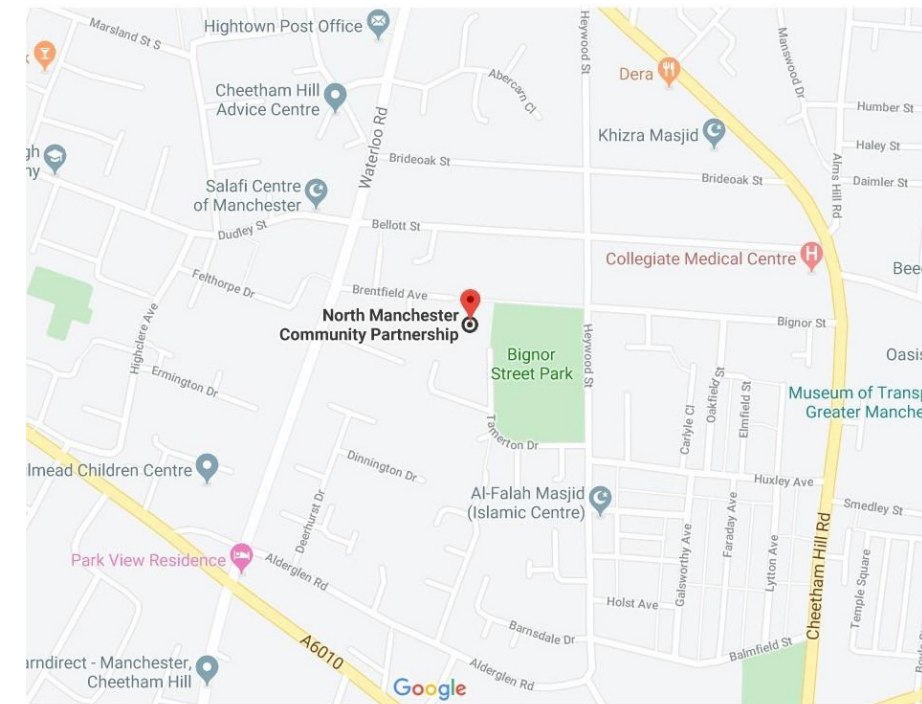 Hightown Post Office
Marsland St S
Heywood St
Manswood Dr
Dera
Abercarn Cl
Cheetham Hill
Advice Centre
Humber St
Waterloo Rd
Khizra Masjid
Haley St
Brideoak St
Brideoak St
Alms Hill Rd
Daimler St
Salafi Centre
of Manchester
Dudley St
Bellott St
Collegiate Medical Centre
H
Felthorpe Dr
Brentfield Ave
North Manchester
Community Partnership
Highclere Ave
Bignor St
Bignor
Street Park
Heywood St
Ermington Dr
Oakfield St
Elmfield St
Carlyle Cl
Museum of Transp
Greater Manche
Tamerton Dr
lmead Children Centre
Dinnington Dr
Huxley Ave
Deerhurst Dr
Al-Falah Masjid
(Islamic Centre)
Smedley St
Galsworthy Ave
Faraday Ave
Lytton Ave
Cheetham Hill Rd
Temple Square
Park View Residence
Alderglen Rd
Holst Ave
Barnsdale Dr
Balmfield St
A6010
Alderglen Rd
arndirect - Manchester,
Cheetham Hill
Google